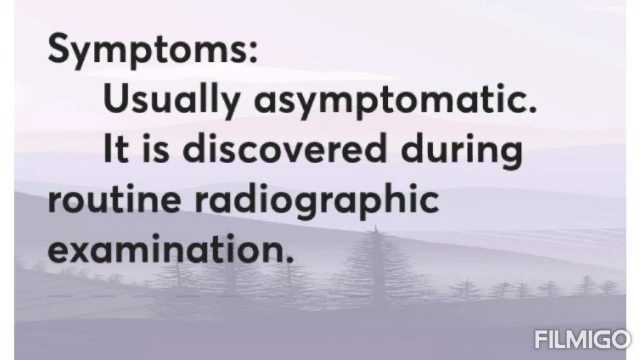 Symptoms:
Usually asymptomatic.
It is discovered during
routine radiographic
examination.
FILMIGO